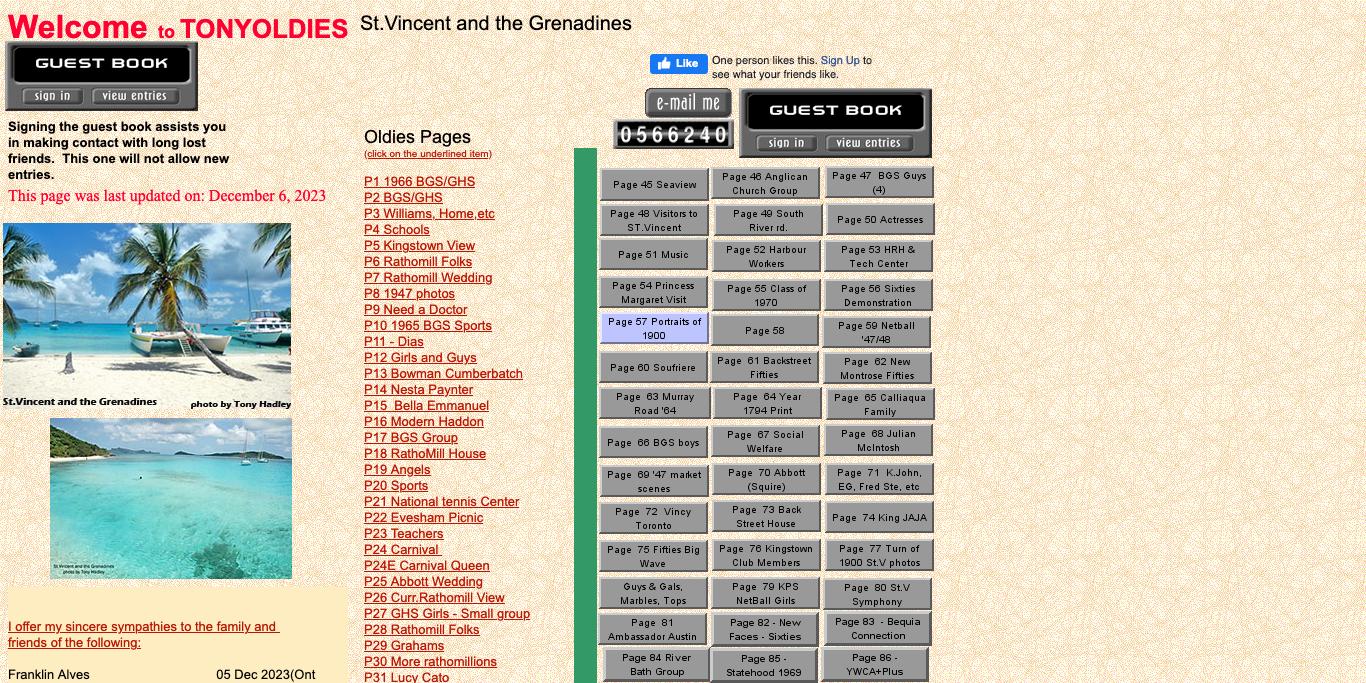 Welcome to TONYOLDIES
St.Vincent and the Grenadines
GUEST BOOK
sign in view entries
Signing the guest book assists you
in making contact with long lost
friends. This one will not allow new
entries.
This page was last updated on: December 6, 2023
St.Vincent and the Grenadines photo by Tony Hadley
St.Vincent and the Grenadines
photo by Tony Hadley
I offer my sincere sympathies to the family and
friends of the following:
Franklin Alves 05 Dec 2023(Ont
Oldies Pages
(click on the underlined item)
P1 1966 BGS/GHS
P2 BGS/GHS
P3 Williams, Home,etc
P4 Schools
P5 Kingstown View
P6 Rathomill Folks
P7 Rathomill Wedding
P8 1947 photos
P9 Need a Doctor
P10 1965 BGS Sports
P11 - Dias
P12 Girls and Guys
P13 Bowman Cumberbatch
P14 Nesta Paynter
P15 Bella Emmanuel
P16 Modern Haddon
P17 BGS Group
P18 RathoMill House
P19 Angels
P20 Sports
P21 National tennis Center
P22 Evesham Picnic
P23 Teachers
P24 Carnival
P24E Carnival Queen
P25 Abbott Wedding
P26 Curr.Rathomill View
P27 GHS Girls - Small group
P28 Rathomill Folks
P29 Grahams
P30 More rathomillions
P31 Lucy Cato
Like
One person likes this. Sign Up to
see what your friends like.
e-mail me
0566240
GUEST BOOK
sign in view entries
Page 45 Seaview
Page 46 Anglican
Church Group
Page 47 BGS Guys
(4)
Page 48 Visitors to
ST.Vincent
Page 49 South
River rd.
Page 50 Actresses
Page 51 Music
Page 52 Harbour
Workers
Page 53 HRH &
Tech Center
Page 54 Princess
Margaret Visit
Page 55 Class of
1970
Page 56 Sixties
Demonstration
Page 57 Portraits of
1900
Page 58
Page 59 Netball
'47/48
Page 60 Soufriere
Page 61 Backstreet
Fifties
Page 62 New
Montrose Fifties
Page 63 Murray
Road '64
Page 64 Year
1794 Print
Page 65 Calliaqua
Family
Page 66 BGS boys
Page 67 Social
Welfare
Page 68 Julian
McIntosh
Page 69 '47 market
scenes
Page 70 Abbott
(Squire)
Page 71 K.John,
EG, Fred Ste, etc
Page 72 Vincy
Toronto
Page 73 Back
Street House
Page 74 King JAJA
Page 75 Fifties Big
Wave
Page 76 Kingstown
Club Members
Page 77 Turn of
1900 St.V photos
Guys & Gals,
Marbles, Tops
Page 79 KPS
NetBall Girls
Page 80 St.V
Symphony
Page 81
Ambassador Austin
Page 82 - New
Faces - Sixties
Page 83 - Bequia
Connection
Page 84 River
Bath Group
Page 85 -
Statehood 1969
Page 86 -
YWCA+Plus